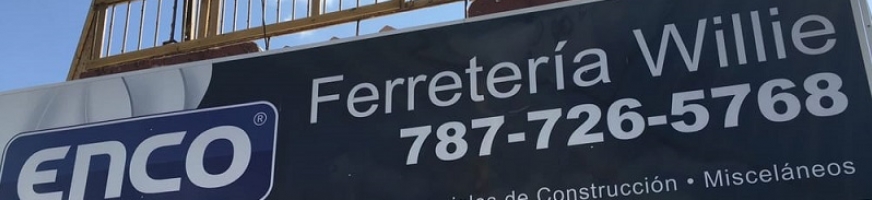 Ferretería Willie
787-726-5768
ENCO®
de Construcción • Misceláneos